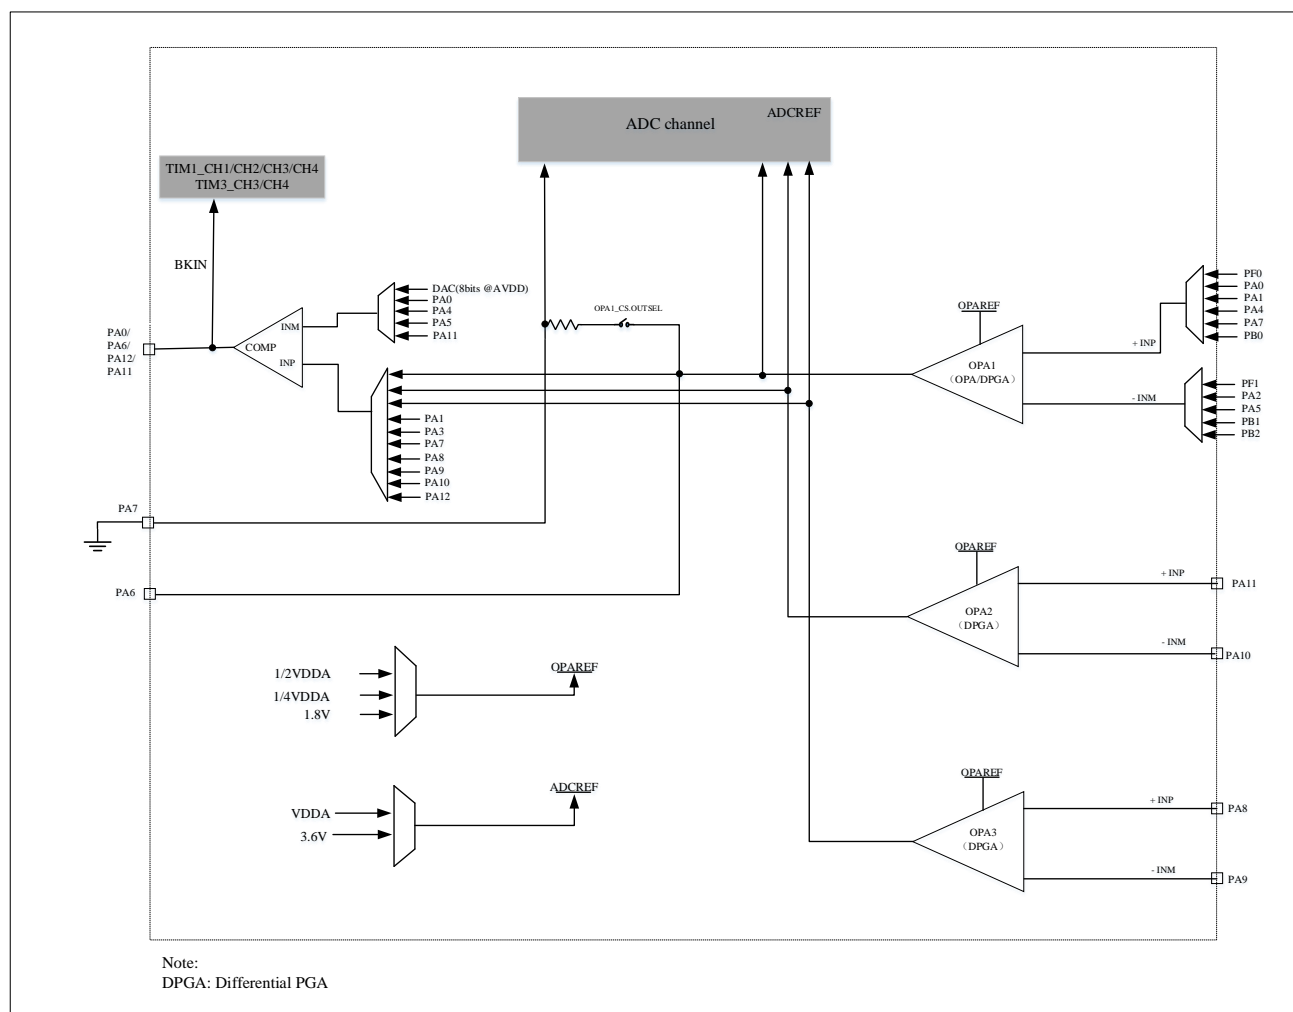 ADC channel
ADCREF
TIM1_CH1/CH2/CH3/CH4
TIM3_CH3/CH4
BKIN
DAC(8bits @AVDD)
PA0
PA4
PA5
PA11
INM
COMP
INP
PA0/
PA6/
PA12/
PA11
OPA1_CS.OUTSEL
PA1
PA3
PA7
PA8
PA9
PA10
PA12
OPAREF
OPA1
(OPA/DPGA)
+ INP
- INM
PF0
PA0
PA1
PA4
PA7
PB0
PF1
PA2
PA5
PB1
PB2
PA7
PA6
OPAREF
OPA2
(DPGA)
+ INP
- INM
PA11
PA10
1/2VDDA
1/4VDDA
1.8V
OPAREF
VDDA
3.6V
ADCREF
OPAREF
OPA3
(DPGA)
+ INP
- INM
PA8
PA9
Note:
DPGA: Differential PGA